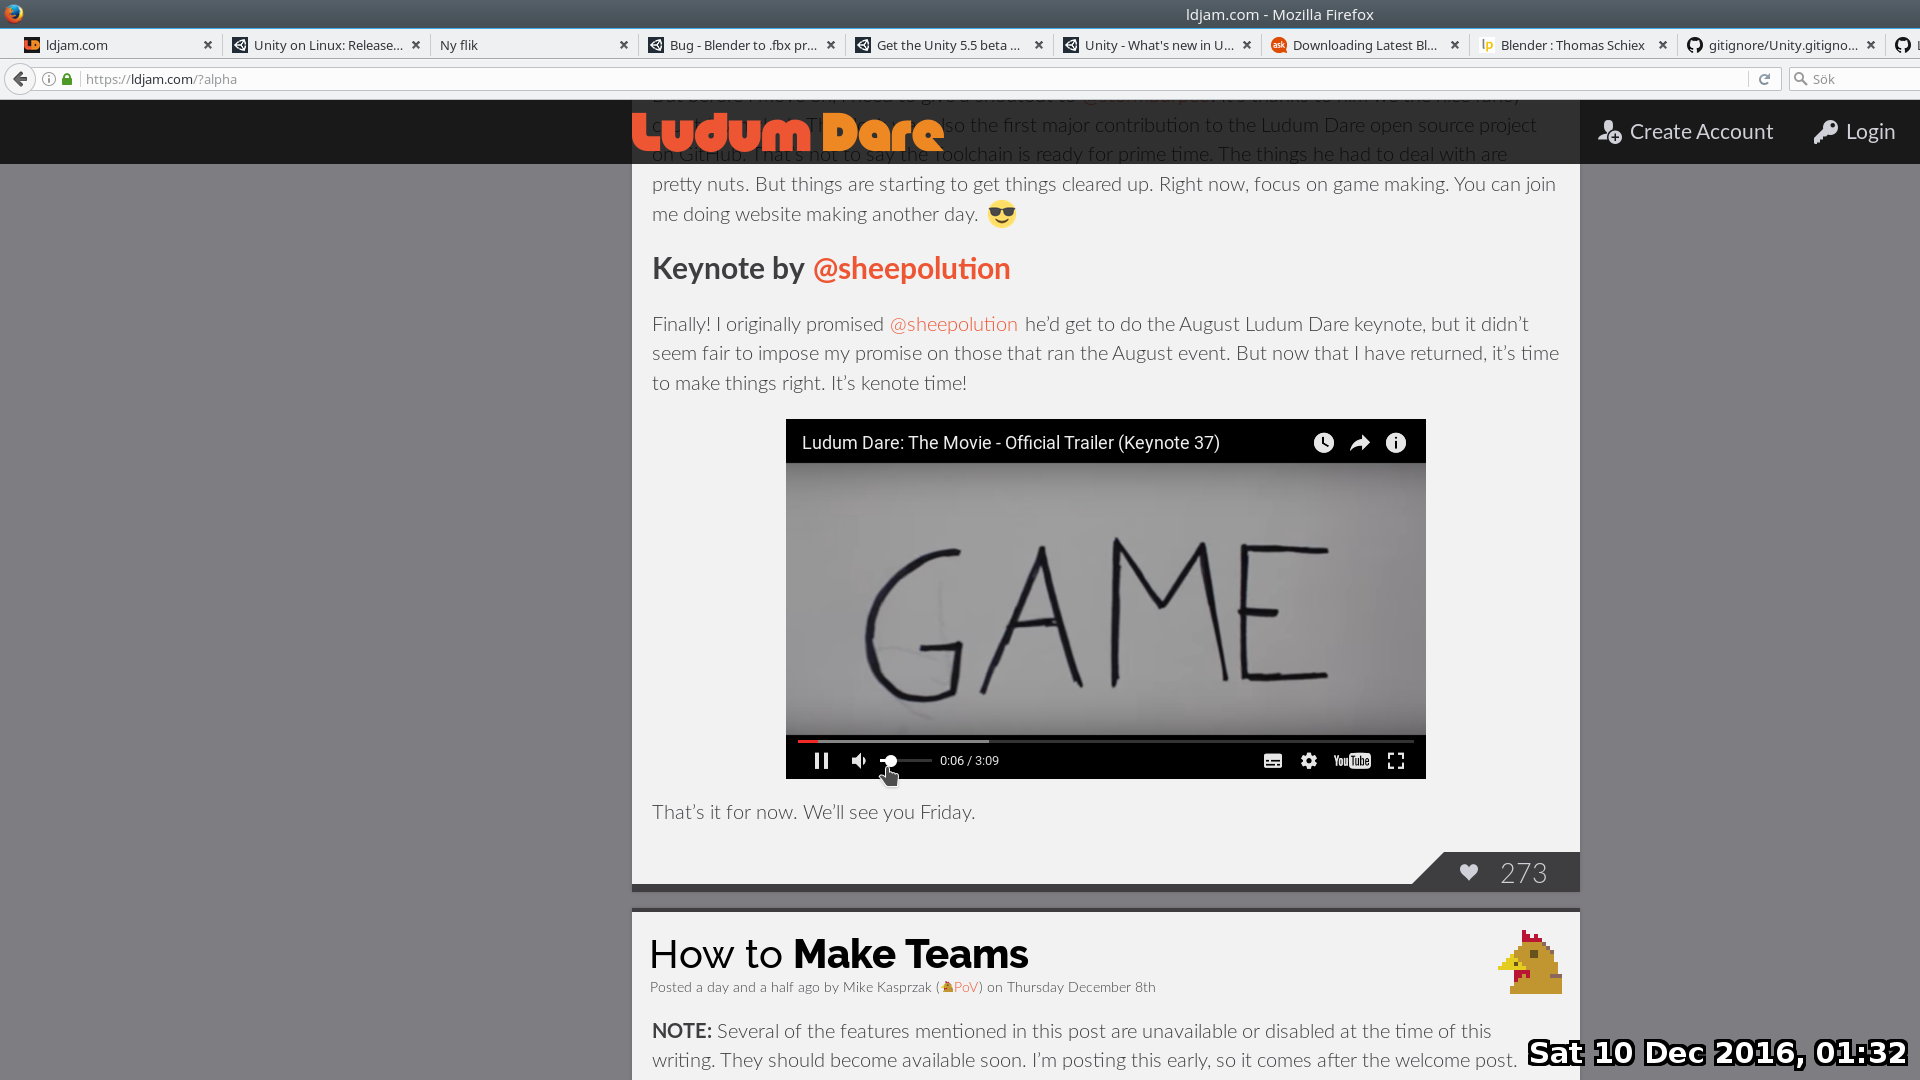 ldjam.com - Mozilla Firefox
ldjam.com
Unity on Linux: Release...
Ny flik
Bug - Blender to .fbx pr...
Get the Unity 5.5 beta ...
Unity - What's new in U...
Downloading Latest Bl...
Blender : Thomas Schiex
gitignore/Unity.gitigno...
https://ldjam.com/?alpha
Sök
Ludum Dare
Create Account
Login
also the first major contribution to the Ludum Dare open source project
on GitHub. That's not to say the Toolchain is ready for prime time. The things he had to deal with are
pretty nuts. But things are starting to get things cleared up. Right now, focus on game making. You can join
me doing website making another day.
Keynote by @sheepolution
Finally! I originally promised @sheepolution he’d get to do the August Ludum Dare keynote, but it didn’t
seem fair to impose my promise on those that ran the August event. But now that I have returned, it’s time
to make things right. It’s kenote time!
Ludum Dare: The Movie - Official Trailer (Keynote 37)
GAME
0:06 / 3:09
YouTube
That’s it for now. We’ll see you Friday.
273
How to Make Teams
Posted a day and a half ago by Mike Kasprzak (PoV) on Thursday December 8th
NOTE: Several of the features mentioned in this post are unavailable or disabled at the time of this
writing. They should become available soon. I’m posting this early, so it comes after the welcome post.
Sat 10 Dec 2016, 01:32